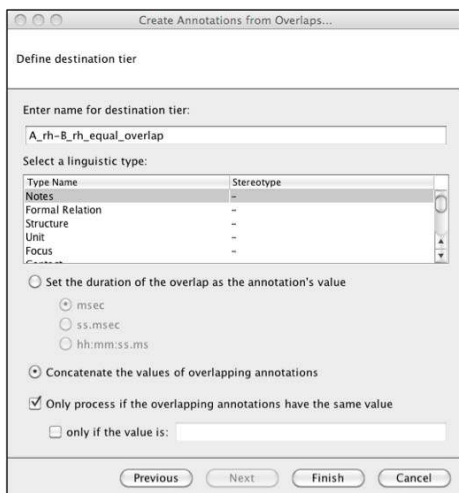 Create Annotations from Overlaps...
Define destination tier
Enter name for destination tier:
A_rh-B_rh_equal_overlap
Select a linguistic type:
Type Name Stereotype
Notes –
Formal Relation –
Structure –
Unit –
Focus –
Set the duration of the overlap as the annotation's value
msec
ss.msec
hh:mm:ss.ms
Concatenate the values of overlapping annotations
Only process if the overlapping annotations have the same value
only if the value is:
Previous Next Finish Cancel